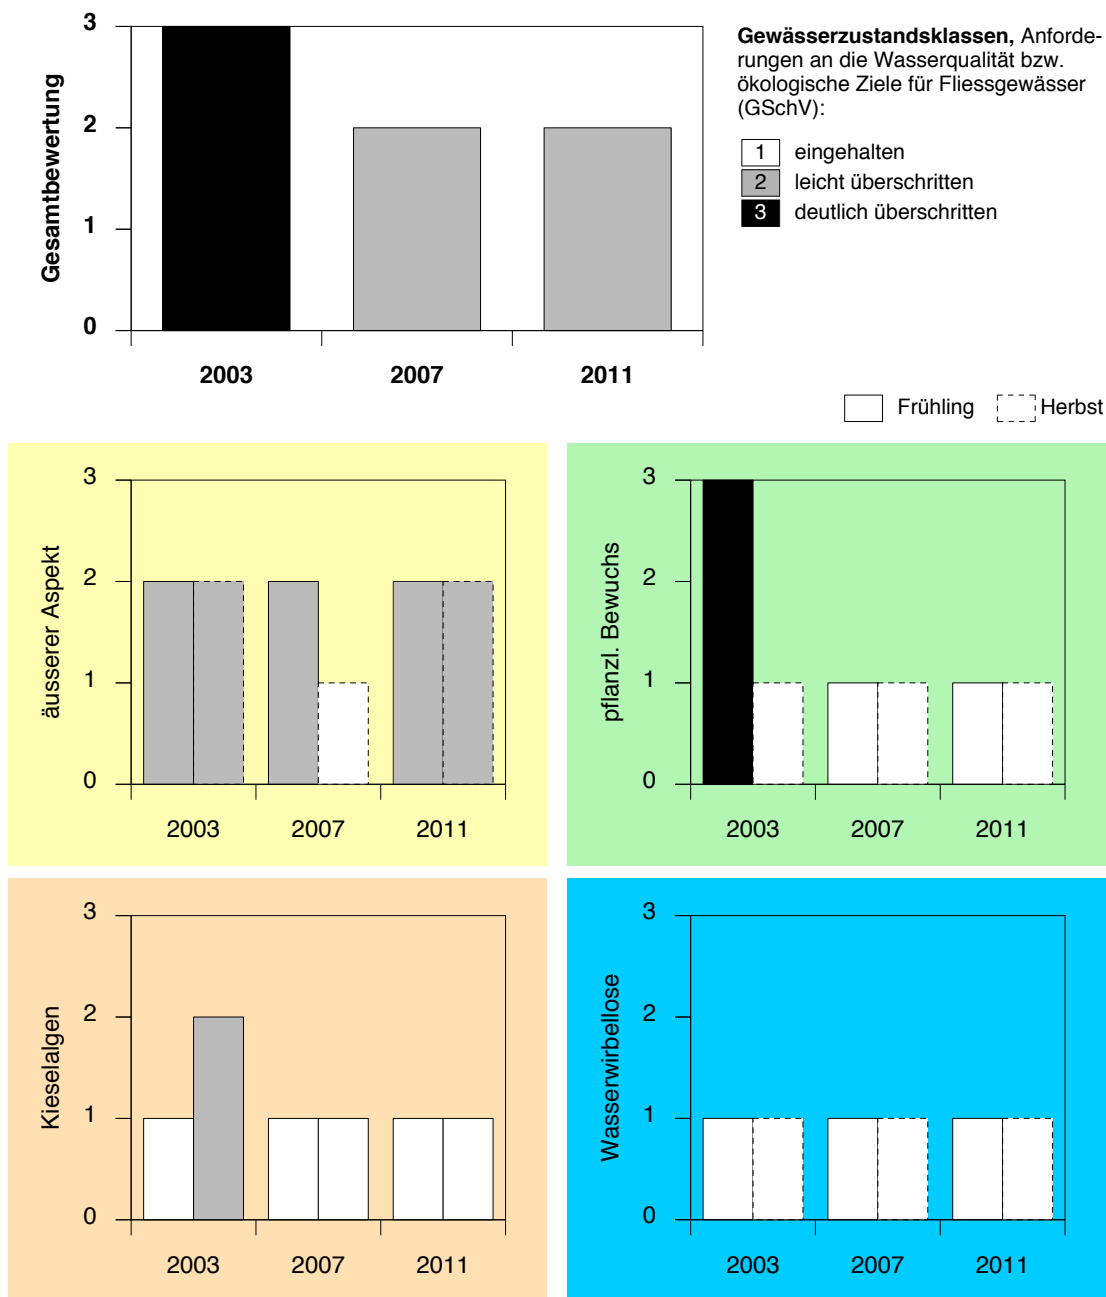 Gesamtbewertung
3
2
1
0
2003 2007 2011
Gewässerzustandsklassen, Anforde-
rungen an die Wasserqualität bzw.
ökologische Ziele für Fliessgewässer
(GSchV):
1 eingehalten
2 leicht überschritten
3 deutlich überschritten
Frühling Herbst
äusserer Aspekt
3
2
1
0
2003 2007 2011
pflanzl. Bewuchs
3
2
1
0
2003 2007 2011
Kieselalgen
3
2
1
0
2003 2007 2011
Wasserwirbellose
3
2
1
0
2003 2007 2011